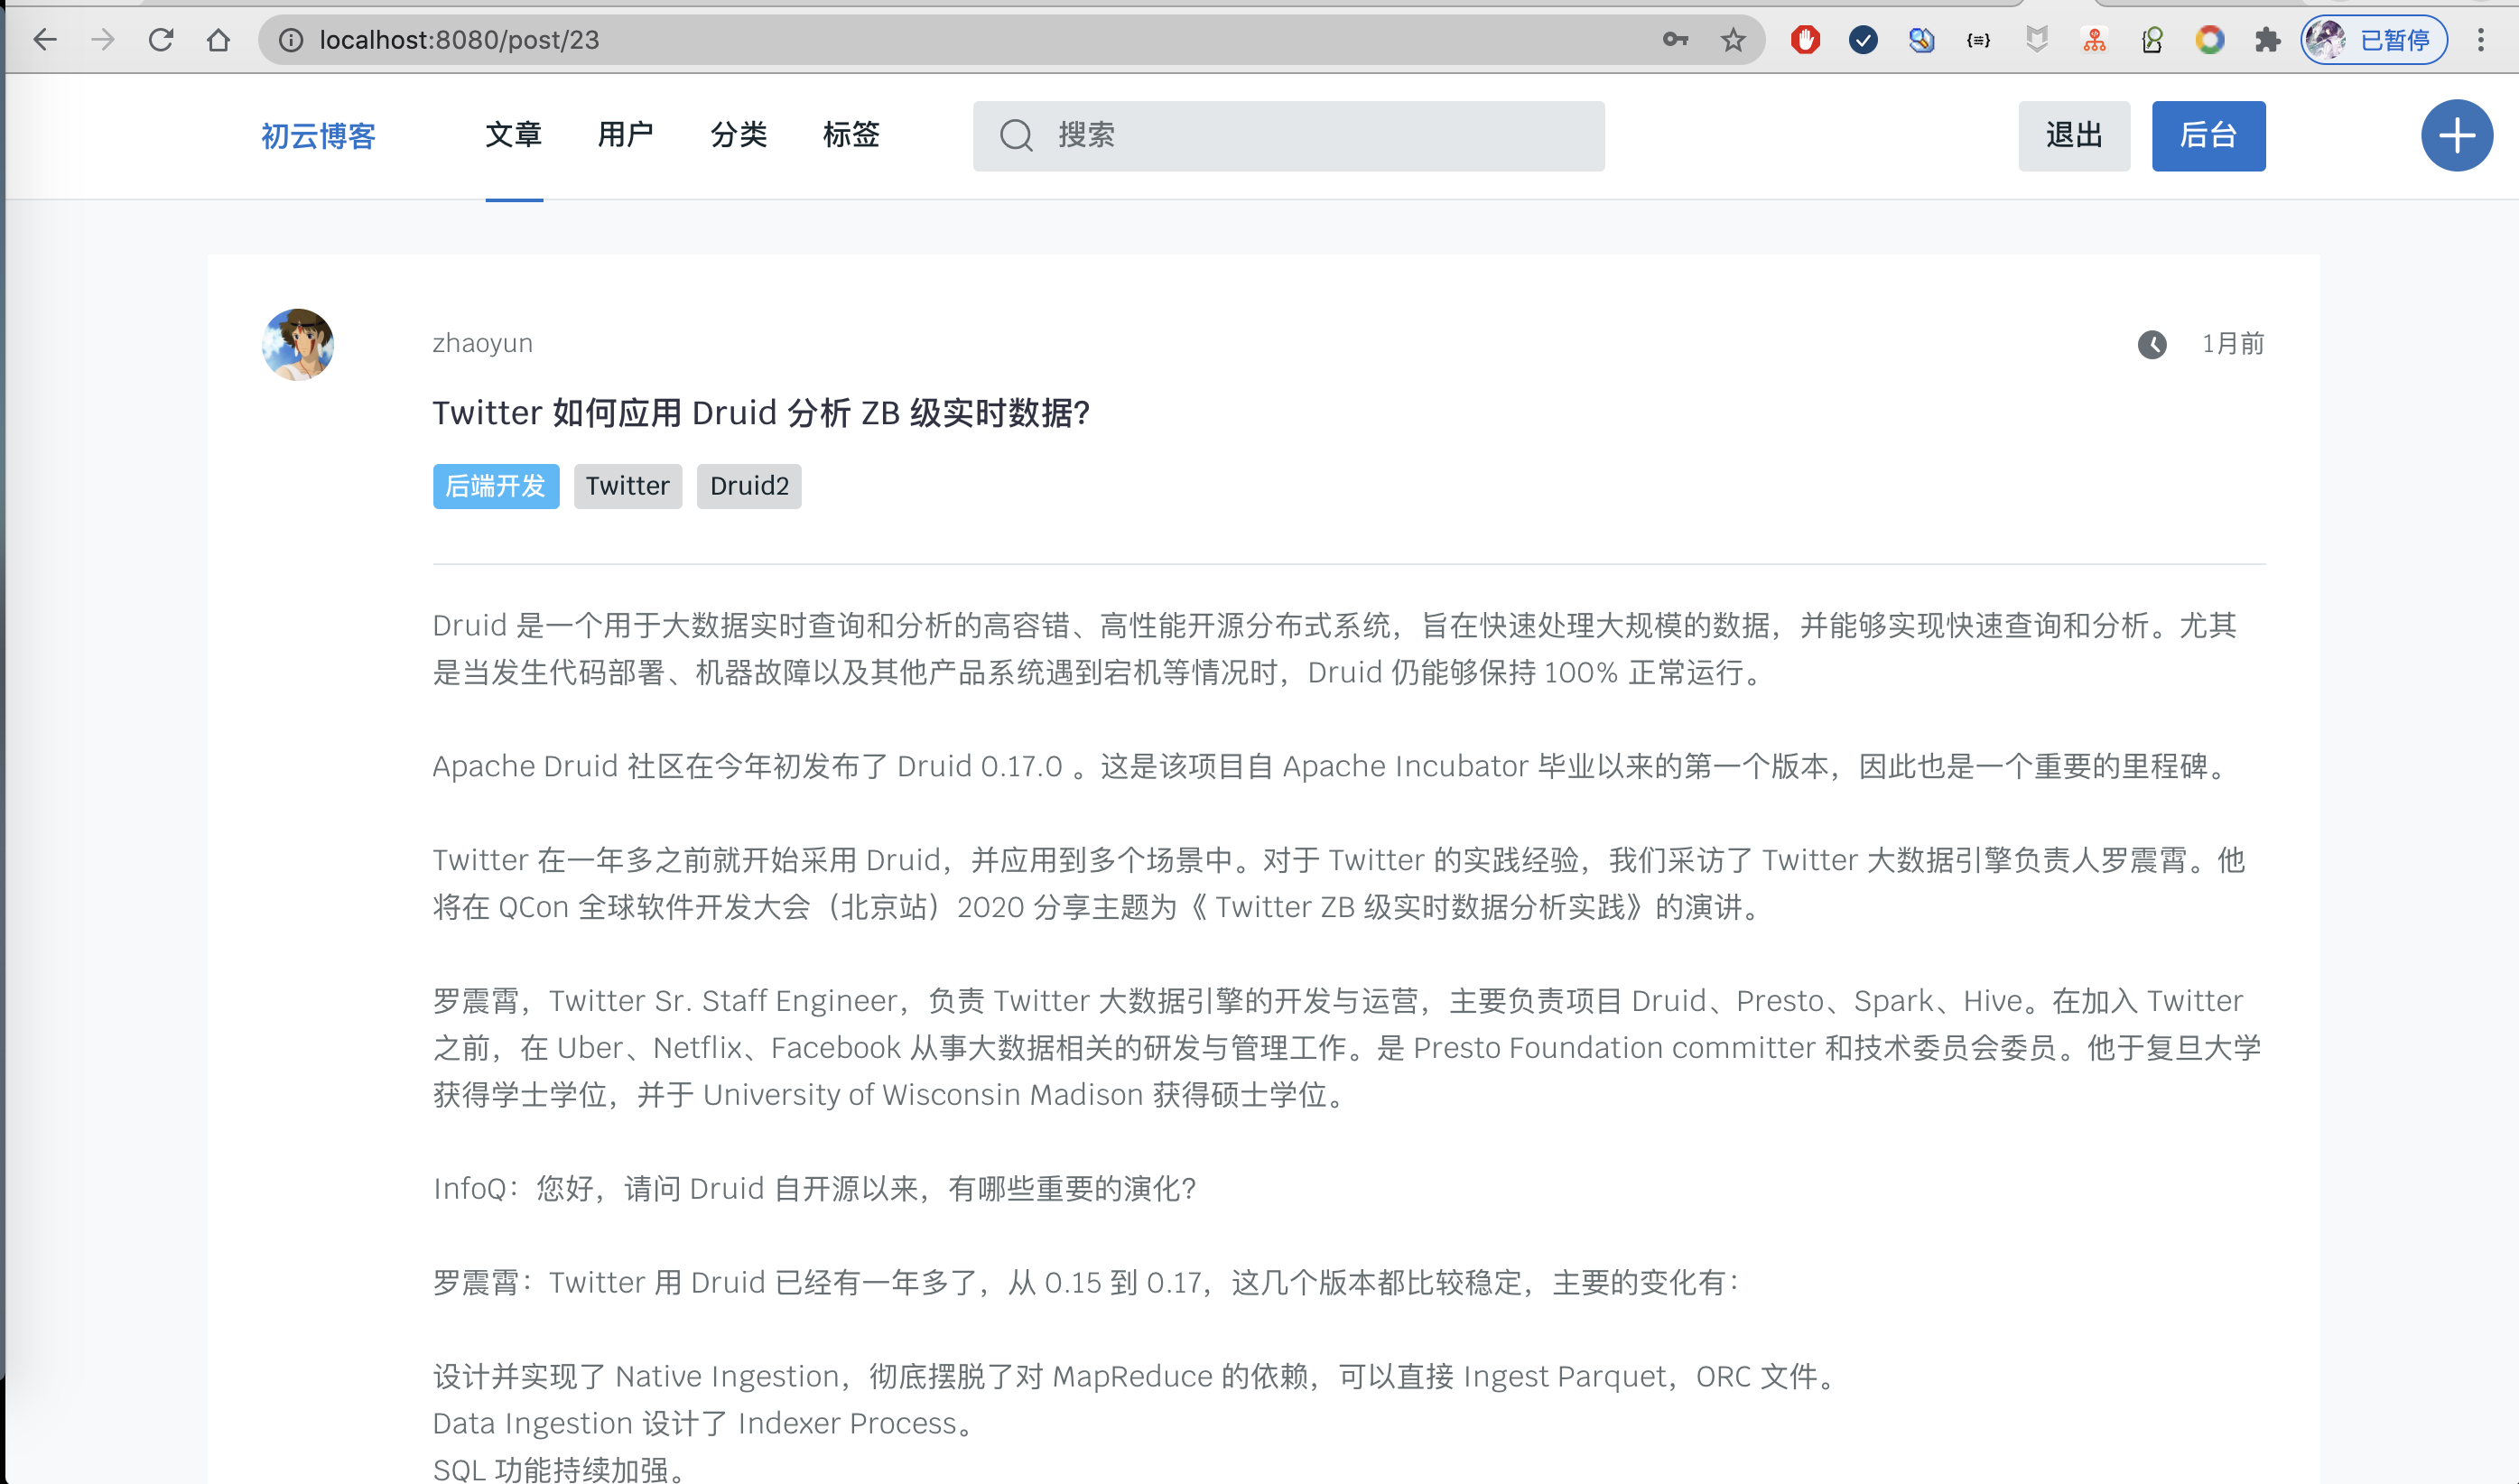 localhost:8080/post/23
已暂停
初云博客
文章
用户
分类
标签
搜索
退出
后台
zhaoyun
1月前
Twitter 如何应用 Druid 分析 ZB 级实时数据?
后端开发
Twitter
Druid2
Druid 是一个用于大数据实时查询和分析的高容错、高性能开源分布式系统，旨在快速处理大规模的数据，并能够实现快速查询和分析。尤其
是当发生代码部署、机器故障以及其他产品系统遇到宕机等情况时，Druid 仍能够保持 100% 正常运行。
Apache Druid 社区在今年初发布了 Druid 0.17.0 。这是该项目自 Apache Incubator 毕业以来的第一个版本，因此也是一个重要的里程碑。
Twitter 在一年多之前就开始采用 Druid，并应用到多个场景中。对于 Twitter 的实践经验，我们采访了 Twitter 大数据引擎负责人罗震霄。他
将在 QCon 全球软件开发大会（北京站）2020 分享主题为《 Twitter ZB 级实时数据分析实践》的演讲。
罗震霄，Twitter Sr. Staff Engineer，负责 Twitter 大数据引擎的开发与运营，主要负责项目 Druid、Presto、Spark、Hive。在加入 Twitter
之前，在 Uber、Netflix、Facebook 从事大数据相关的研发与管理工作。是 Presto Foundation committer 和技术委员会委员。他于复旦大学
获得学士学位，并于 University of Wisconsin Madison 获得硕士学位。
InfoQ：您好，请问 Druid 自开源以来，有哪些重要的演化?
罗震霄：Twitter 用 Druid 已经有一年多了，从 0.15 到 0.17，这几个版本都比较稳定，主要的变化有：
设计并实现了 Native Ingestion，彻底摆脱了对 MapReduce 的依赖，可以直接 Ingest Parquet，ORC 文件。
Data Ingestion 设计了 Indexer Process。
SQL 功能持续加强。